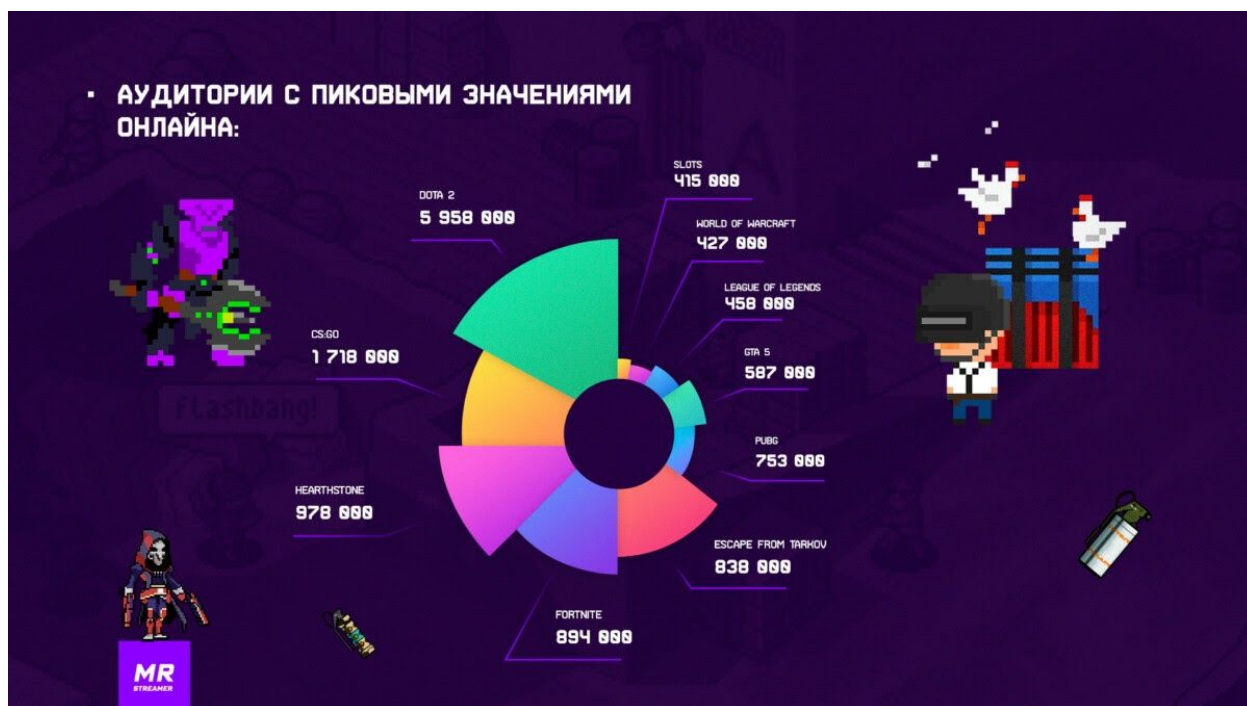 · АУДИТОРИИ С ПИКОВЫМИ ЗНАЧЕНИЯМИ
ОНЛАЙНА:
SLOTS
415 000
DOTA 2
5 958 000
WORLD OF WARCRAFT
427 000
LEAGUE OF LEGENDS
458 000
CS:GO
1 718 000
GTA 5
587 000
flashbang!
PUBG
753 000
HEARTHSTONE
978 000
ESCAPE FROM TARKOV
838 000
FORTNITE
894 000
MR
STREAMER